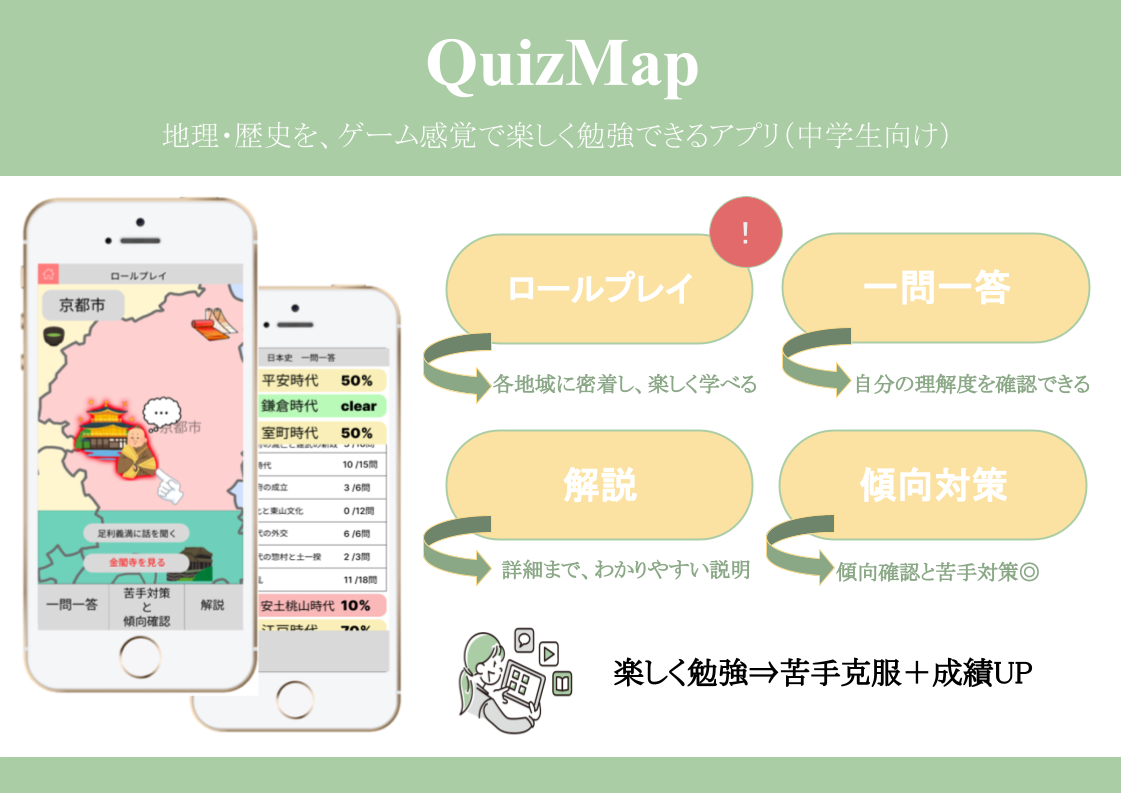 QuizMap
地理・歴史を、ゲーム感覚で楽しく勉強できるアプリ（中学生向け）
ロールプレイ
京都市
京都市
足利義満に話を聞く
金閣寺を見る
一問一答
苦手対策
と
傾向確認
解説
日本史 一問一答
平安時代 50%
鎌倉時代 clear
室町時代 50%
時代 10 /15問
の成立 3 /6問
と東山文化 0 /12問
代の外交 6 /6問
代の惣村と土一揆 2 /3問
乱 11 /18問
安土桃山時代 10%
江戸時代 70%
ロールプレイ
!
各地域に密着し、楽しく学べる
一問一答
自分の理解度を確認できる
解説
詳細まで、わかりやすい説明
傾向対策
傾向確認と苦手対策◎
楽しく勉強⇒苦手克服＋成績UP